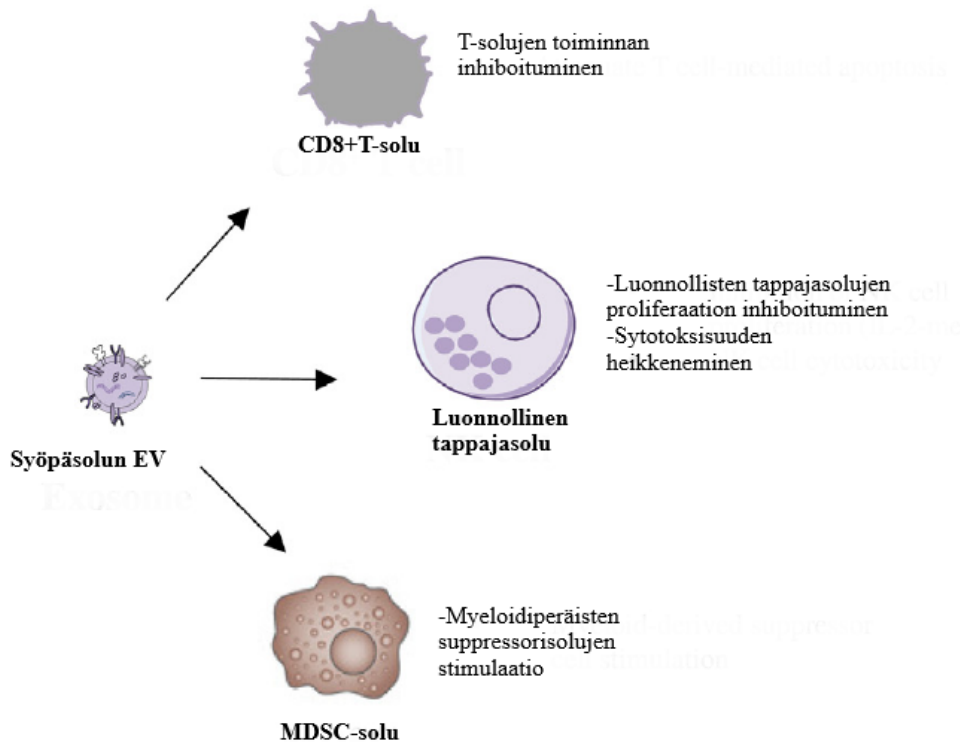 T-solujen toiminnan
inhiboituminen
CD8+T-solu
-Luonnollisten tappajasolujen
proliferaation inhiboituminen
-Sytotoksisuuden
heikkeneminen
Luonnollinen
tappajasolu
Syöpäsolun EV
Exosome
-Myeloidiperäisten
suppressorisolujen
stimulaatio
MDSC-solu